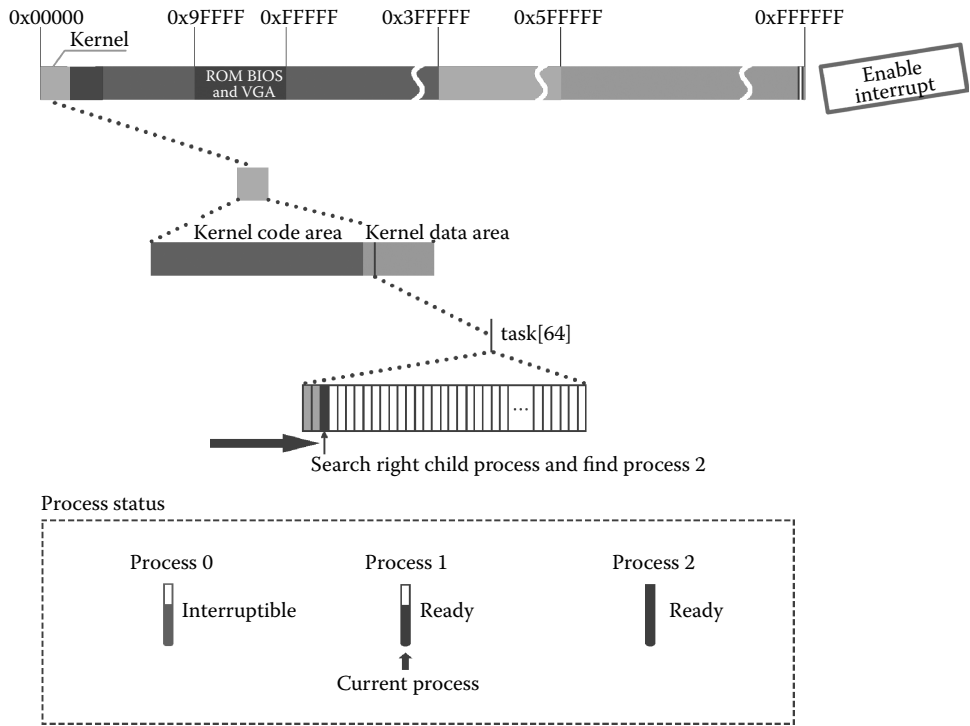 0x00000 0x9FFFF 0xFFFFF 0x3FFFFF 0x5FFFFF 0xFFFFFF
Kernel
ROM BIOS
and VGA
Enable
interrupt
Kernel code area Kernel data area
task[64]
...
Search right child process and find process 2
Process status
Process 0 Process 1 Process 2
Interruptible Ready Ready
Current process